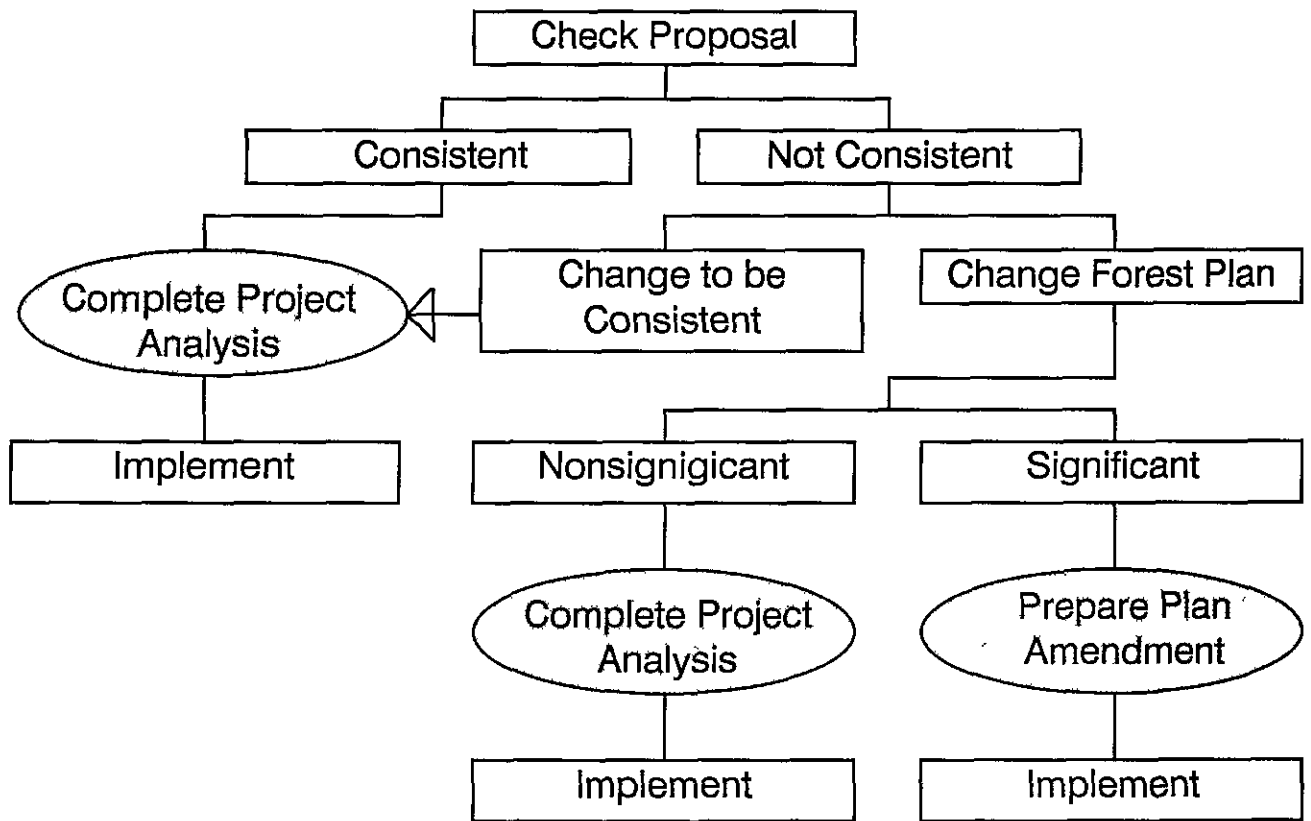 Check Proposal
Consistent
Not Consistent
Complete Project
Analysis
Change to be
Consistent
Change Forest Plan
Implement
Nonsignigicant
Significant
Complete Project
Analysis
Prepare Plan
Amendment
Implement
Implement